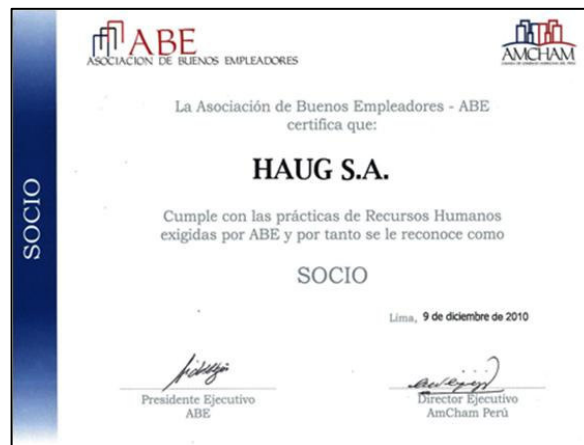 ABE
ASOCIACION DE BUENOS EMPLEADORES
AMCHAM
La Asociación de Buenos Empleadores - ABE
certifica que:
HAUG S.A.
Cumple con las prácticas de Recursos Humanos
exigidas por ABE y por tanto se le reconoce como
SOCIO
SOCIO
Lima, 9 de diciembre de 2010
Presidente Ejecutivo
ABE
Director Ejecutivo
AmCham Perú